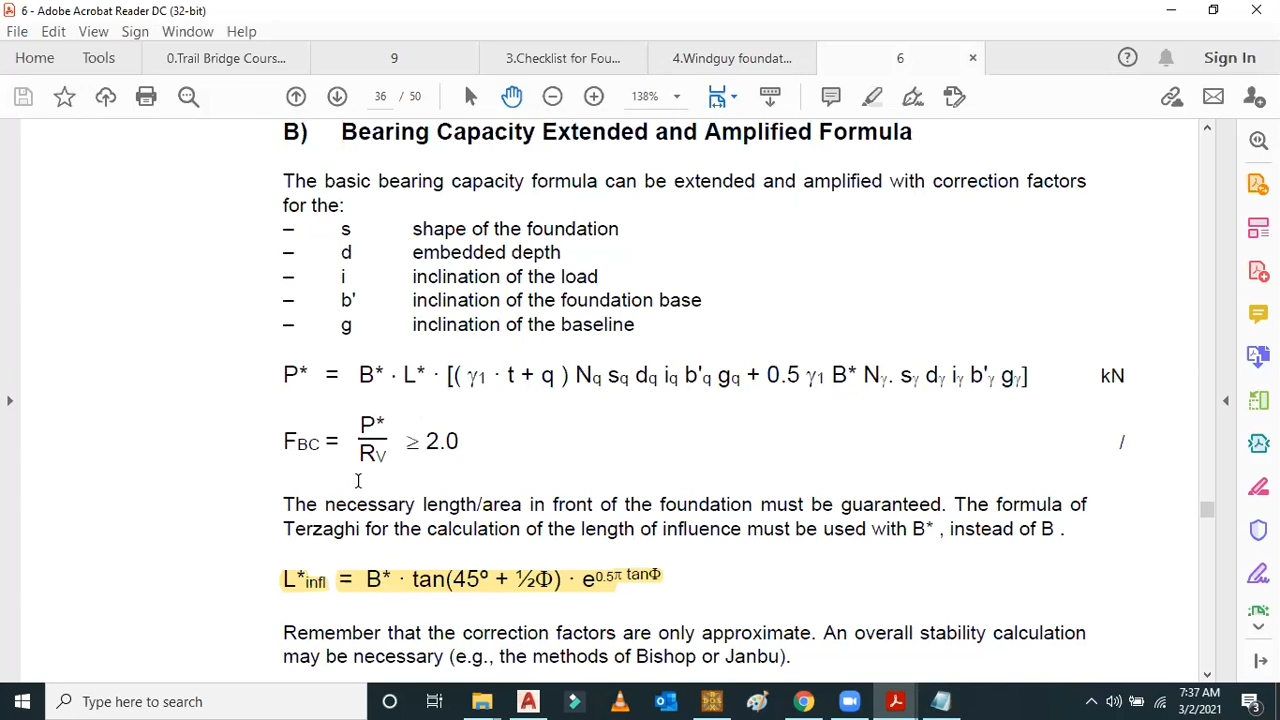 6 - Adobe Acrobat Reader DC (32-bit)
File Edit View Sign Window Help
Home Tools 0.Trail Bridge Cours... 9 3.Checklist for Fou... 4.Windguy foundat... 6 Sign In
36 / 50 138%
B) Bearing Capacity Extended and Amplified Formula
The basic bearing capacity formula can be extended and amplified with correction factors
for the:
– s shape of the foundation
– d embedded depth
– i inclination of the load
– b' inclination of the foundation base
– g inclination of the baseline
P* = B* · L* · [( γ1 · t + q ) Nq sq dq iq b'q gq + 0.5 γ1 B* Nγ. sγ dγ iγ b'γ gγ] kN
FBC = P* / RV ≥ 2.0 /
The necessary length/area in front of the foundation must be guaranteed. The formula of
Terzaghi for the calculation of the length of influence must be used with B* , instead of B .
L*infl = B* · tan(45º + ½Φ) · e0.5π tanΦ
Remember that the correction factors are only approximate. An overall stability calculation
may be necessary (e.g., the methods of Bishop or Janbu).
Type here to search
7:37 AM
3/2/2021
3